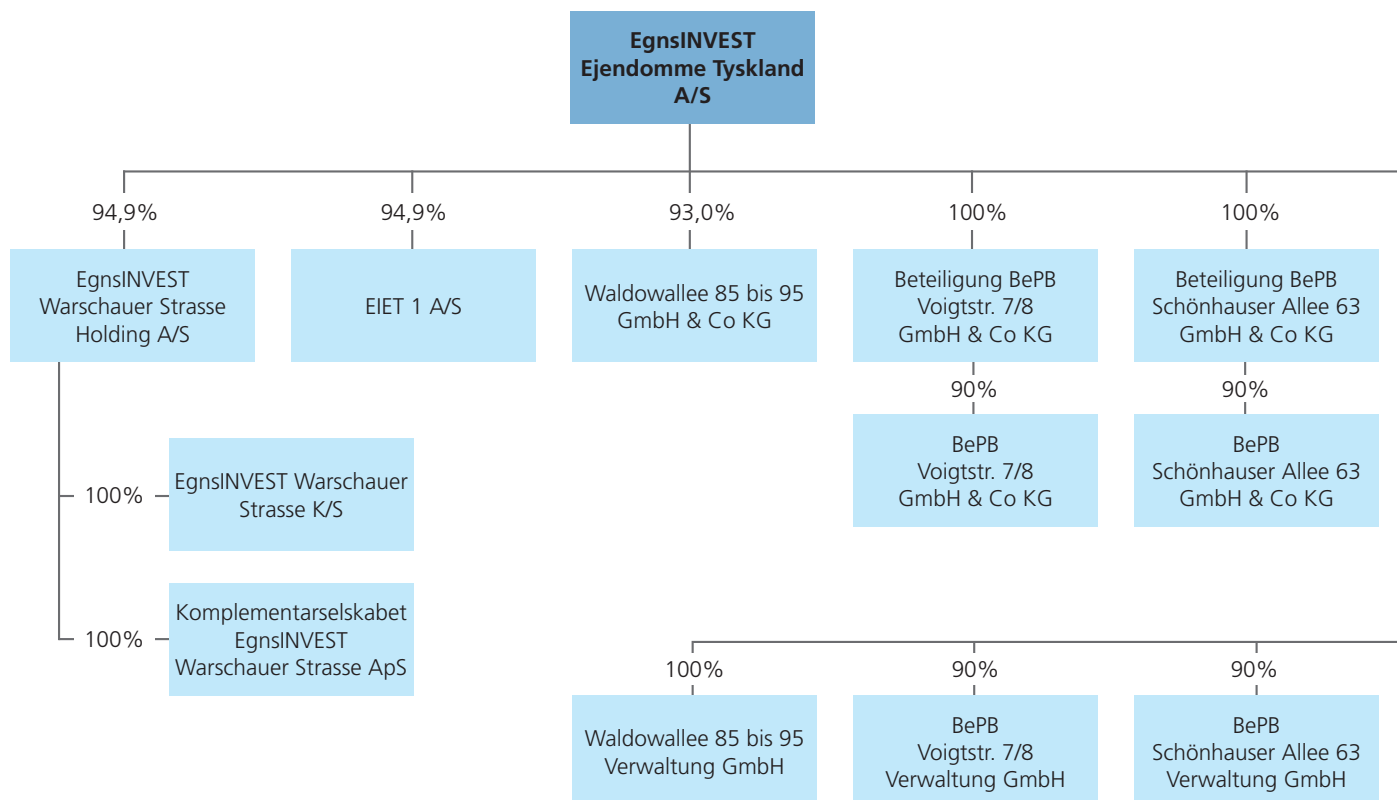 EgnsINVEST
Ejendomme Tyskland
A/S
94,9%
94,9%
93,0%
100%
100%
EgnsINVEST
Warschauer Strasse
Holding A/S
EIET 1 A/S
Waldowallee 85 bis 95
GmbH & Co KG
Beteiligung BePB
Voigtstr. 7/8
GmbH & Co KG
Beteiligung BePB
Schönhauser Allee 63
GmbH & Co KG
90%
90%
BePB
Voigtstr. 7/8
GmbH & Co KG
BePB
Schönhauser Allee 63
GmbH & Co KG
100%
EgnsINVEST Warschauer
Strasse K/S
100%
Komplementarselskabet
EgnsINVEST
Warschauer Strasse ApS
100%
90%
90%
Waldowallee 85 bis 95
Verwaltung GmbH
BePB
Voigtstr. 7/8
Verwaltung GmbH
BePB
Schönhauser Allee 63
Verwaltung GmbH